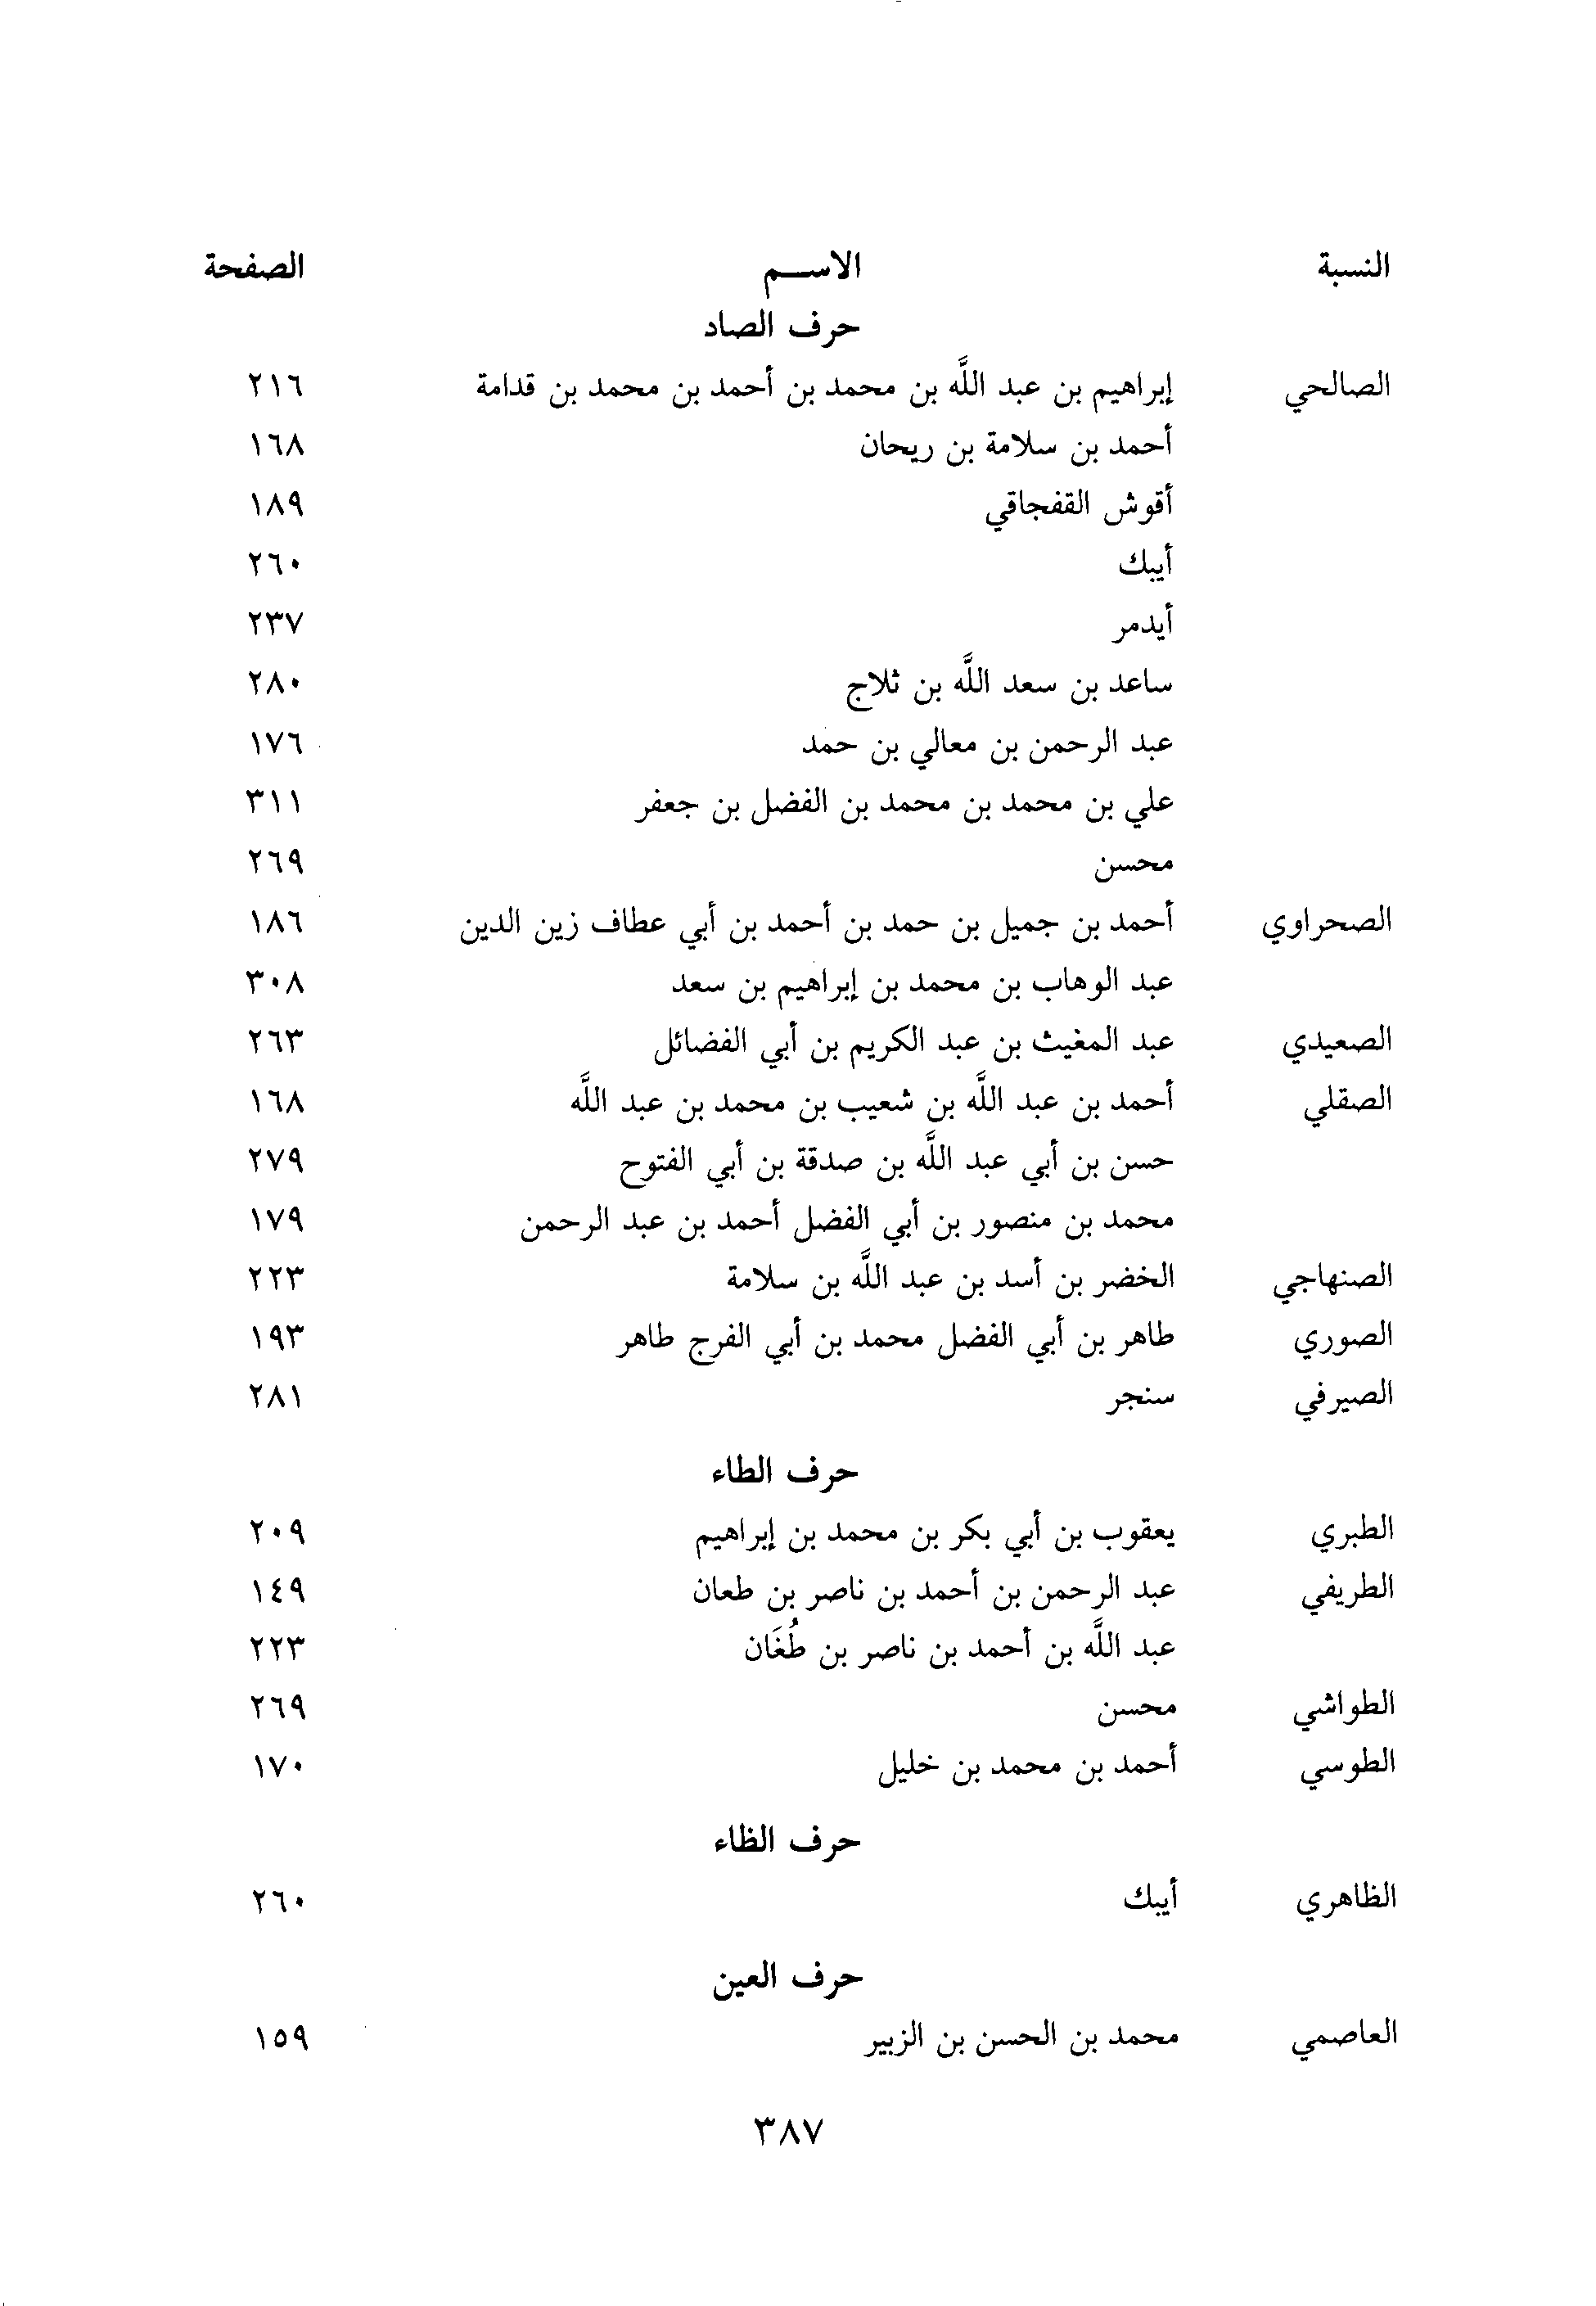 النسبة الاســم الصفحة
حرف الصاد
الصالحي إبراهيم بن عبد اللَّه بن محمد بن أحمد بن محمد بن قدامة ٢١٦
أحمد بن سلامة بن ريحان ١٦٨
أقوش القفجاقي ١٨٩
أيبك ٢٦٠
أيدمر ٢٣٧
ساعد بن سعد اللَّه بن ثلاج ٢٨٠
عبد الرحمن بن معالي بن حمد ١٧٦
علي بن محمد بن محمد بن الفضل بن جعفر ٣١١
محسن ٢٦٩
الصحراوي أحمد بن جميل بن حمد بن أحمد بن أبي عطاف زين الدين ١٨٦
عبد الوهاب بن محمد بن إبراهيم بن سعد ٣٠٨
الصعيدي عبد المغيث بن عبد الكريم بن أبي الفضائل ٢٦٣
الصقلي أحمد بن عبد اللَّه بن شعيب بن محمد بن عبد اللَّه ١٦٨
حسن بن أبي عبد اللَّه بن صدقة بن أبي الفتوح ٢٧٩
محمد بن منصور بن أبي الفضل أحمد بن عبد الرحمن ١٧٩
الصنهاجي الخضر بن أسد بن عبد اللَّه بن سلامة ٢٢٣
الصوري طاهر بن أبي الفضل محمد بن أبي الفرج طاهر ١٩٣
الصيرفي سنجر ٢٨١
حرف الطاء
الطبري يعقوب بن أبي بكر بن محمد بن إبراهيم ٢٠٩
الطريفي عبد الرحمن بن أحمد بن ناصر بن طعان ١٤٩
عبد اللَّه بن أحمد بن ناصر بن طُغَان ٢٢٣
الطواشي محسن ٢٦٩
الطوسي أحمد بن محمد بن خليل ١٧٠
حرف الظاء
الظاهري أيبك ٢٦٠
حرف العين
العاصمي محمد بن الحسن بن الزبير ١٥٩
٣٨٧